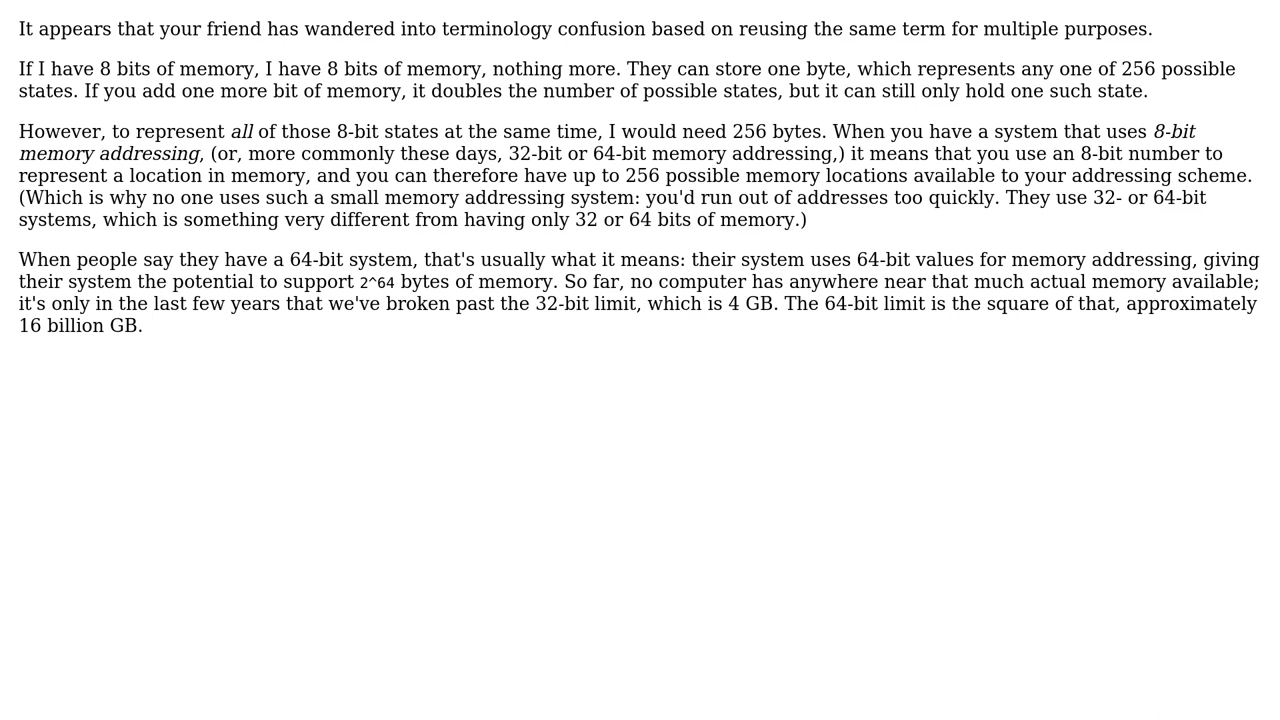 It appears that your friend has wandered into terminology confusion based on reusing the same term for multiple purposes.
If I have 8 bits of memory, I have 8 bits of memory, nothing more. They can store one byte, which represents any one of 256 possible
states. If you add one more bit of memory, it doubles the number of possible states, but it can still only hold one such state.
However, to represent all of those 8-bit states at the same time, I would need 256 bytes. When you have a system that uses 8-bit
memory addressing, (or, more commonly these days, 32-bit or 64-bit memory addressing,) it means that you use an 8-bit number to
represent a location in memory, and you can therefore have up to 256 possible memory locations available to your addressing scheme.
(Which is why no one uses such a small memory addressing system: you'd run out of addresses too quickly. They use 32- or 64-bit
systems, which is something very different from having only 32 or 64 bits of memory.)
When people say they have a 64-bit system, that's usually what it means: their system uses 64-bit values for memory addressing, giving
their system the potential to support 2^64 bytes of memory. So far, no computer has anywhere near that much actual memory available;
it's only in the last few years that we've broken past the 32-bit limit, which is 4 GB. The 64-bit limit is the square of that, approximately
16 billion GB.